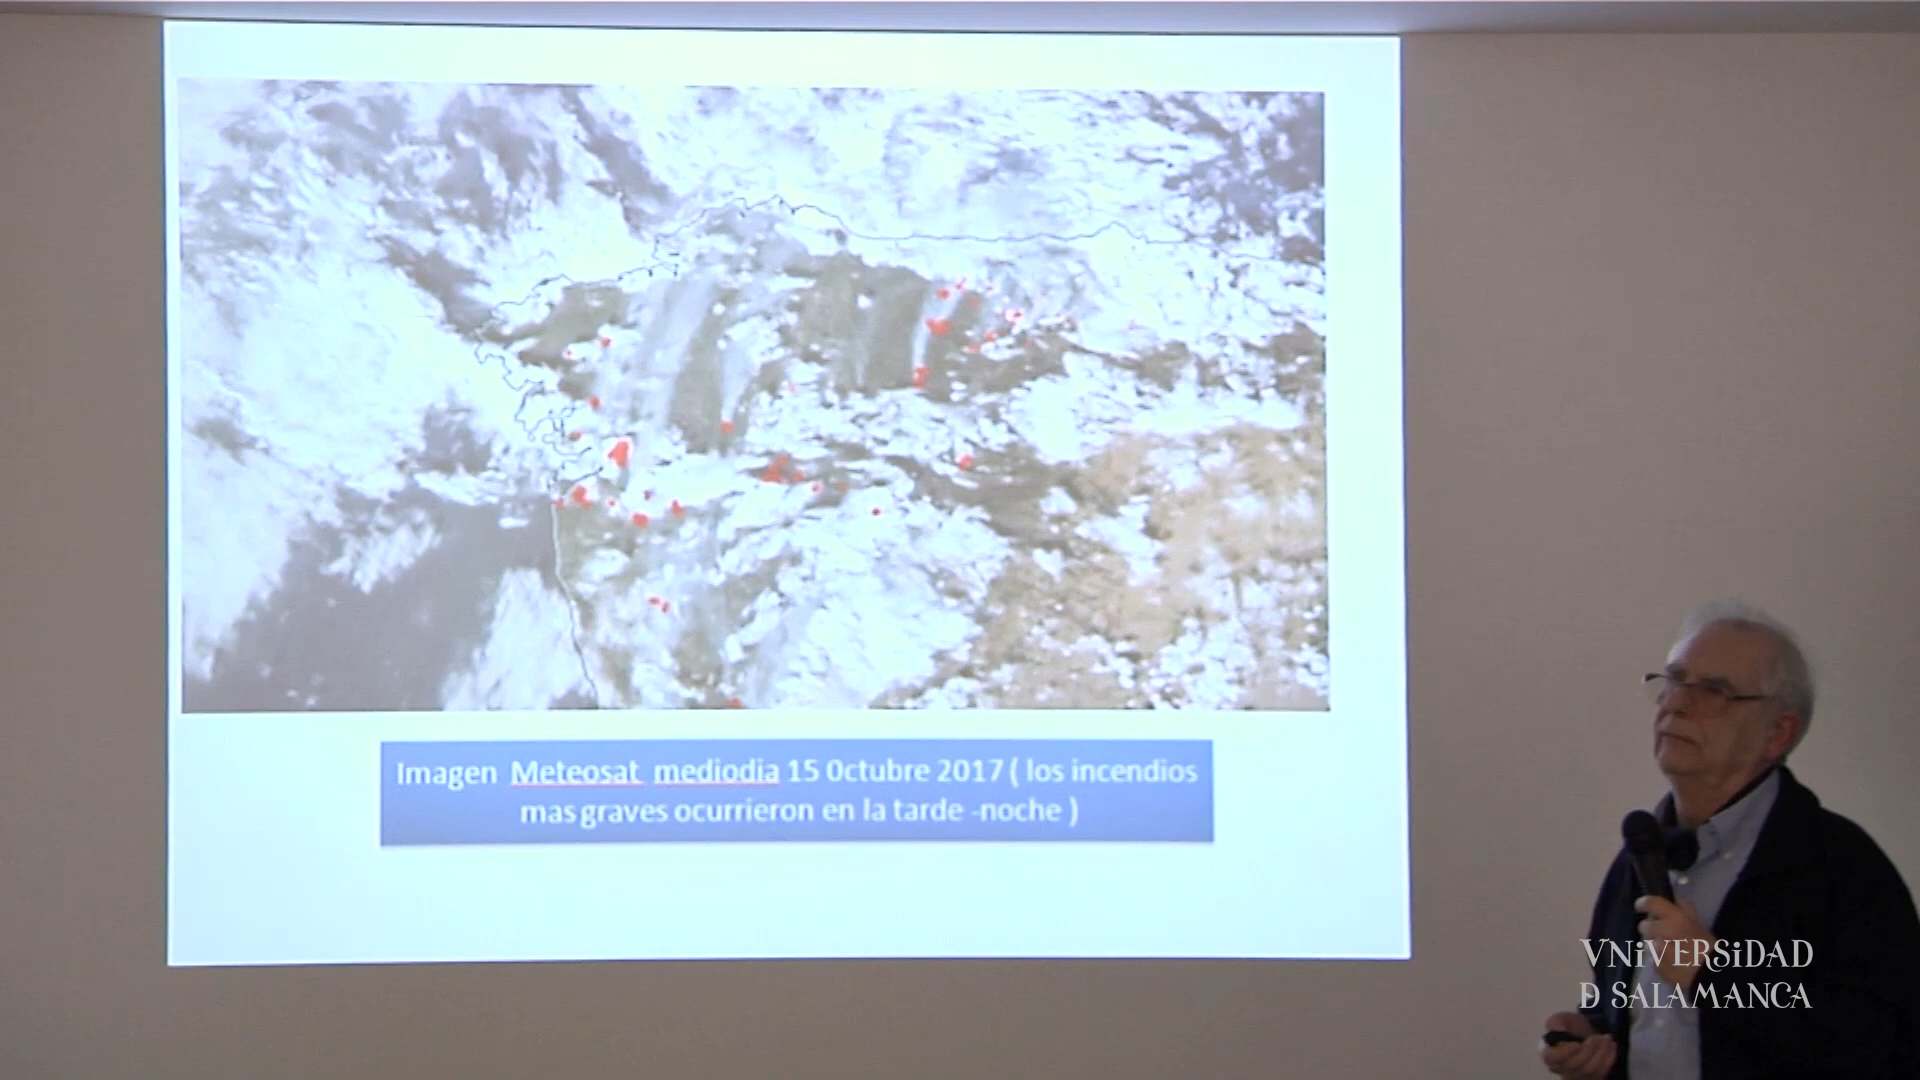 Imagen Meteosat mediodia 15 Octubre 2017 ( los incendios
mas graves ocurrieron en la tarde -noche )
VNiVERSiDAD
Ð SALAMANCA